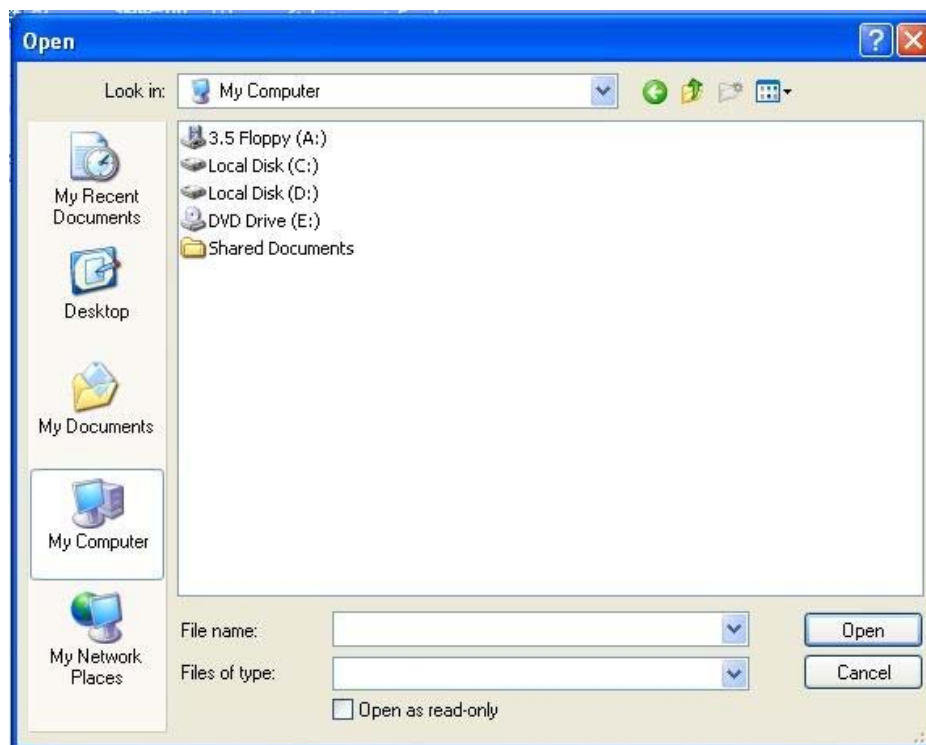 Open
Look in:
My Computer
My Recent
Documents
Desktop
My Documents
My Computer
My Network
Places
3.5 Floppy (A:)
Local Disk (C:)
Local Disk (D:)
DVD Drive (E:)
Shared Documents
File name:
Open
Files of type:
Cancel
Open as read-only